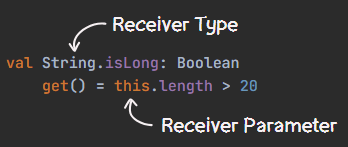 Receiver Type
val String.isLong: Boolean
    get() = this.length > 20
Receiver Parameter